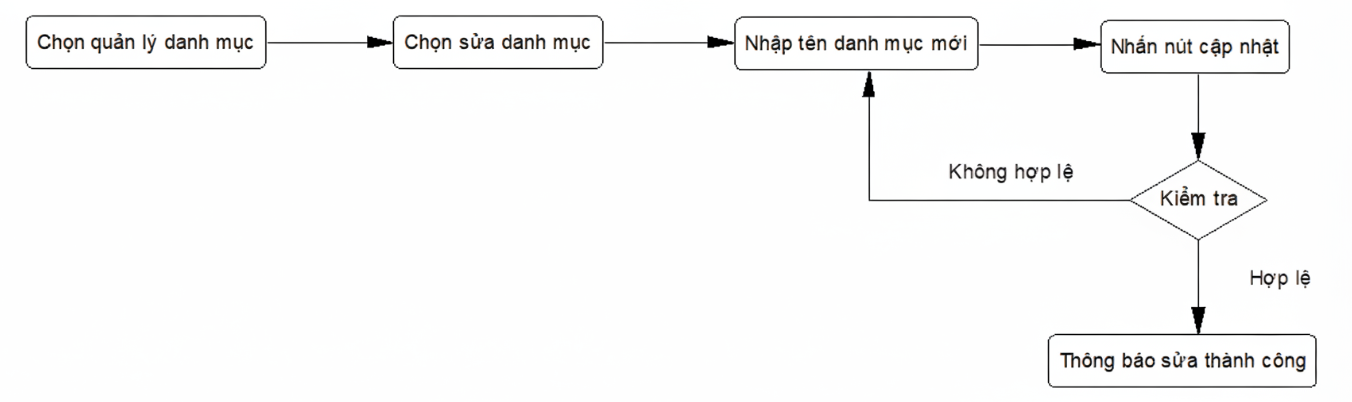 Chọn quản lý danh mục
Chọn sửa danh mục
Nhập tên danh mục mới
Nhấn nút cập nhật
Không hợp lệ
Kiểm tra
Hợp lệ
Thông báo sửa thành công